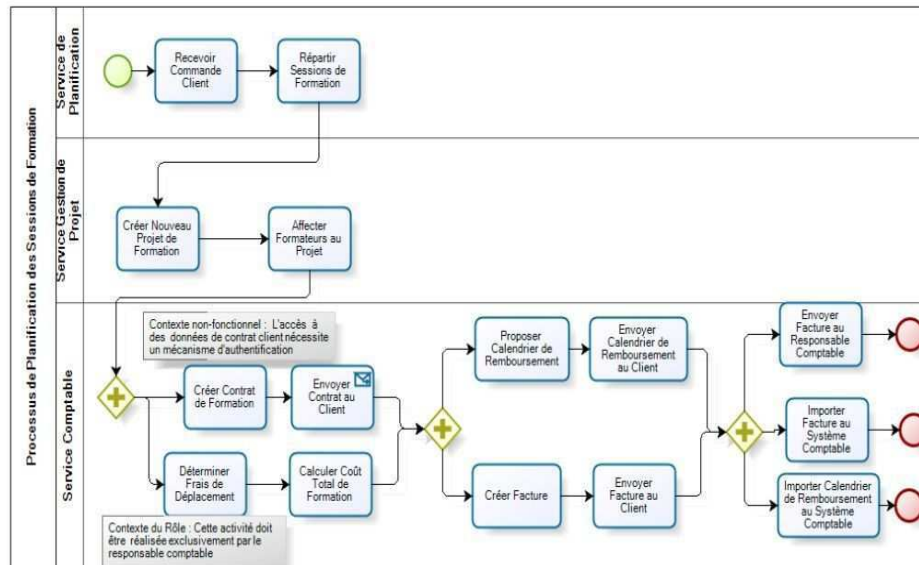 Processus de Planification des Sessions de Formation
Service de
Planification
Recevoir
Commande
Client
Répartir
Sessions de
Formation
Service Gestion de
Projet
Créer Nouveau
Projet de
Formation
Affecter
Formateurs au
Projet
Service Comptable
Contexte non-fonctionnel : L'accès à
des données de contrat client nécessite
un mécanisme d'authentification
Créer Contrat
de Formation
Envoyer
Contrat au
Client
Déterminer
Frais de
Déplacement
Calculer Coût
Total de
Formation
Contexte du Rôle : Cette activité doit
être réalisée exclusivement par le
responsable comptable
Proposer
Calendrier de
Remboursement
Envoyer
Calendrier de
Remboursement
au Client
Créer Facture
Envoyer
Facture au
Client
Envoyer
Facture au
Responsable
Comptable
Importer
Facture au
Système
Comptable
Importer Calendrier
de Remboursement
au Système
Comptable